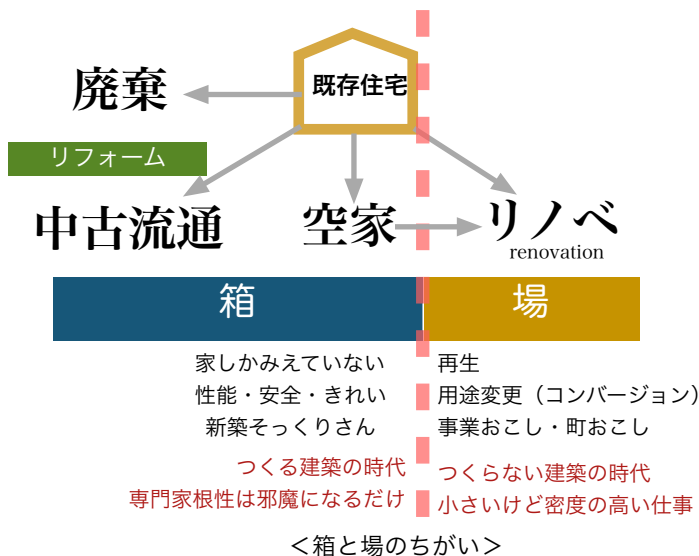 既存住宅
廃棄
リフォーム
中古流通
空家
リノベ
renovation
箱
場
家しかみえていない
性能・安全・きれい
新築そっくりさん
つくる建築の時代
専門家根性は邪魔になるだけ
再生
用途変更（コンバージョン）
事業おこし・町おこし
つくらない建築の時代
小さいけど密度の高い仕事
＜箱と場のちがい＞